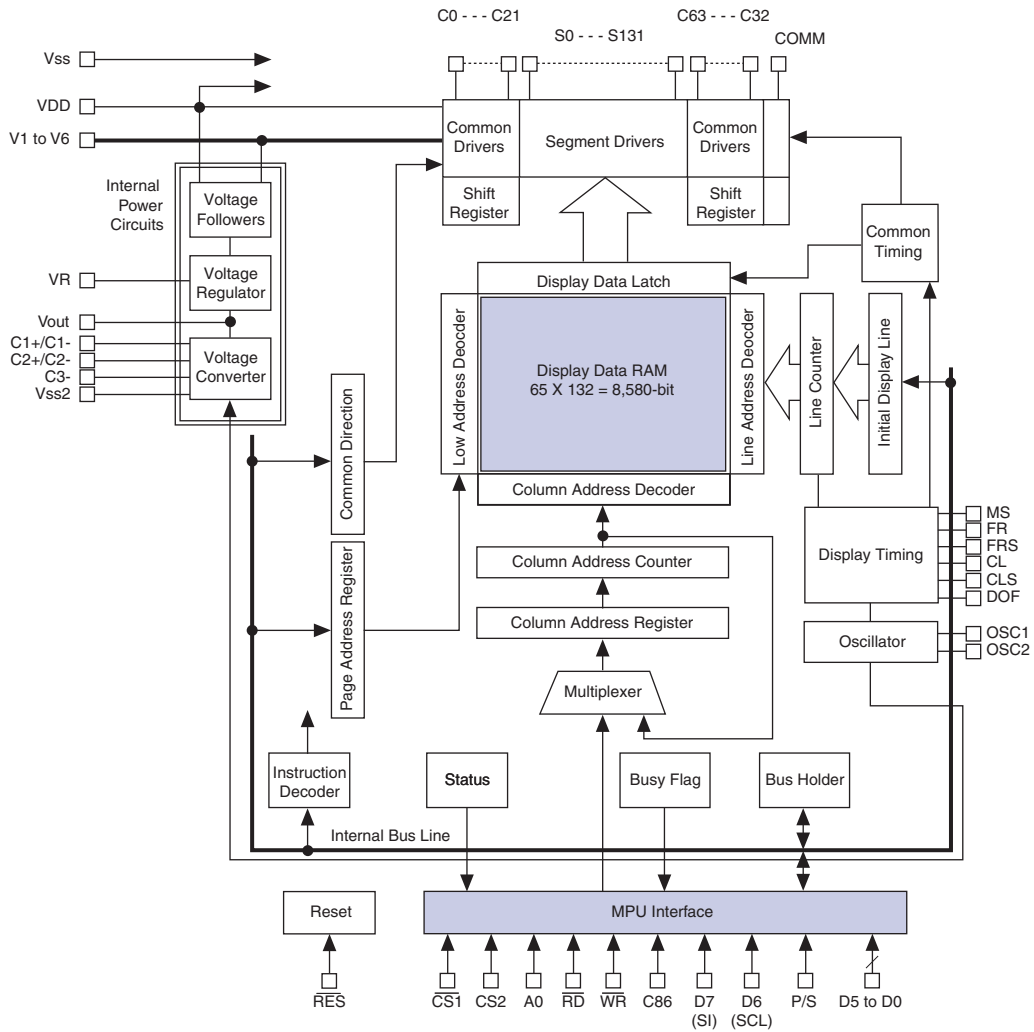 C0 - - - C21
C63 - - - C32
S0 - - - S131
COMM
Vss
VDD
V1 to V6
Common
Drivers
Segment Drivers
Common
Drivers
Shift
Register
Shift
Register
Internal
Power
Circuits
Voltage
Followers
Common
Timing
VR
Voltage
Regulator
Vout
C1+/C1-
C2+/C2-
C3-
Vss2
Voltage
Converter
Display Data Latch
Low Address Deocder
Display Data RAM
65 X 132 = 8,580-bit
Line Address Deocder
Line Counter
Initial Display Line
Common Direction
Column Address Decoder
Page Address Register
Column Address Counter
Column Address Register
Multiplexer
Display Timing
MS
FR
FRS
CL
CLS
DOF
Oscillator
OSC1
OSC2
Instruction
Decoder
Status
Busy Flag
Bus Holder
Internal Bus Line
Reset
MPU Interface
R̅E̅S̅
C̅S̅1̅
CS2
A0
R̅D̅
W̅R̅
C86
D7
(SI)
D6
(SCL)
P/S
D5 to D0